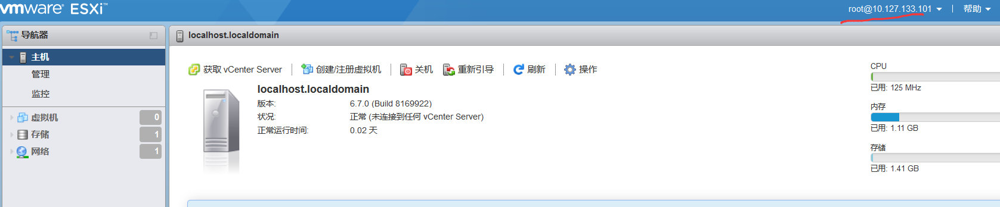 vmware® ESXi™
root@10.127.133.101 | 帮助
导航器
主机
管理
监控
虚拟机 0
存储 1
网络 1
localhost.localdomain
获取 vCenter Server | 创建/注册虚拟机 | 关机 重新引导 | 刷新 | 操作
localhost.localdomain
版本: 6.7.0 (Build 8169922)
状况: 正常 (未连接到任何 vCenter Server)
正常运行时间: 0.02 天
CPU
已用: 125 MHz
内存
已用: 1.11 GB
存储
已用: 1.41 GB